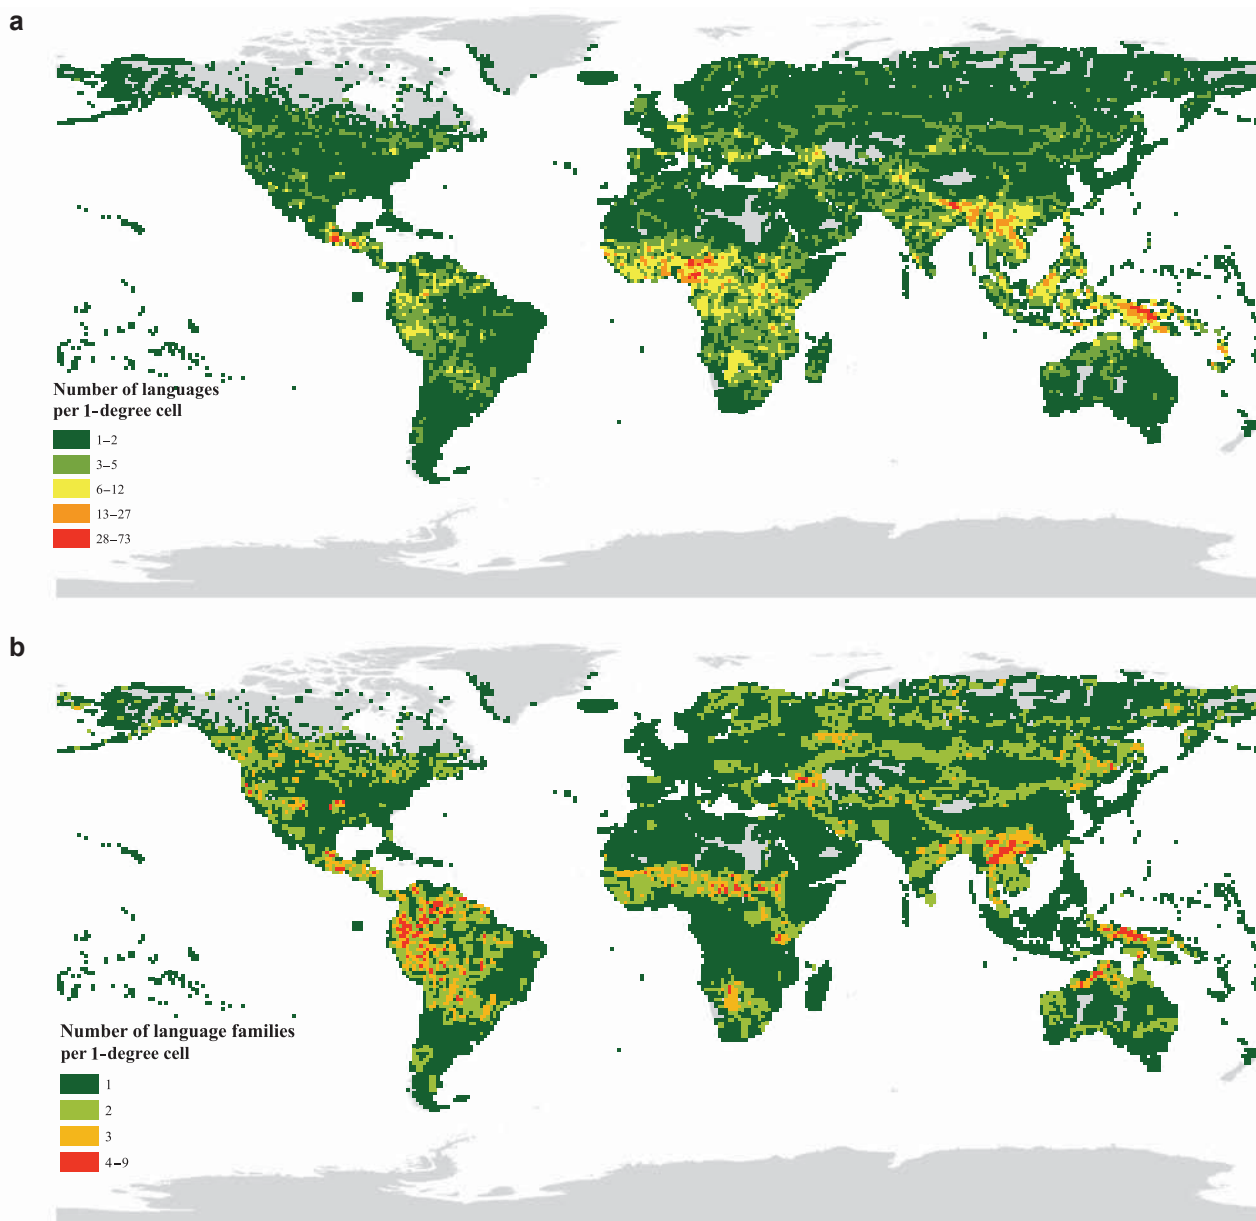 a
Number of languages
per 1-degree cell
1–2
3–5
6–12
13–27
28–73
b
Number of language families
per 1-degree cell
1
2
3
4–9